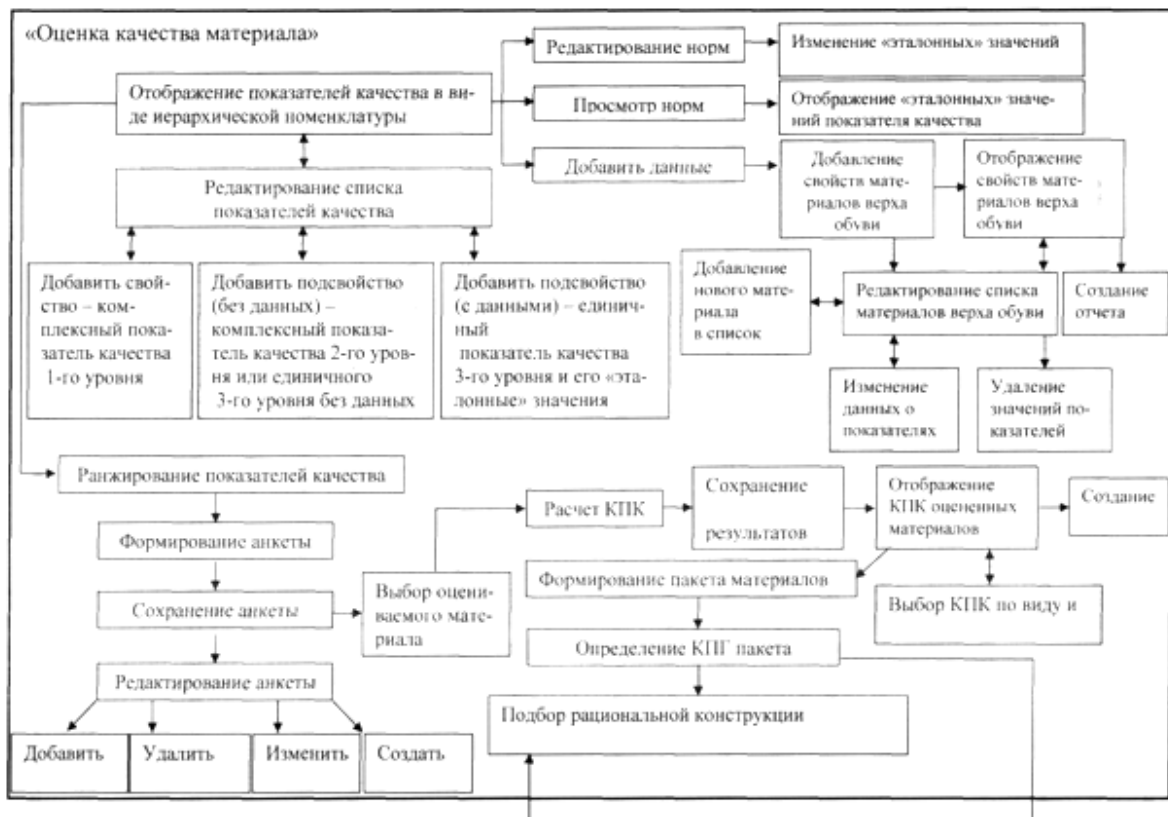 «Оценка качества материала»
Редактирование норм
Изменение «эталонных» значений
Отображение показателей качества в ви-
де иерархической номенклатуры
Просмотр норм
Отображение «эталонных» значе-
ний показателя качества
Добавить данные
Добавление
свойств мате-
риалов верха
обуви
Отображение
свойств мате-
риалов верха
обуви
Редактирование списка
показателей качества
Добавить свой-
ство – ком-
плексный пока-
затель качества
1-го уровня
Добавить подсвойство
(без данных) –
комплексный показа-
тель качества 2-го уров-
ня или единичного
3-го уровня без данных
Добавить подсвойство
(с данными) – единич-
ный
показатель качества
3-го уровня и его «эта-
лонные» значения
Добавление
нового мате-
риала
в список
Редактирование списка
материалов верха обуви
Создание
отчета
Изменение
данных о
показателях
Удаление
значений по-
казателей
Ранжирование показателей качества
Формирование анкеты
Сохранение анкеты
Редактирование анкеты
Добавить
Удалить
Изменить
Создать
Выбор оцени-
ваемого мате-
риала
Расчет КПК
Сохранение
результатов
Отображение
КПК оцененных
материалов
Создание
Формирование пакета материалов
Выбор КПК по виду и
Определение КПГ пакета
Подбор рациональной конструкции